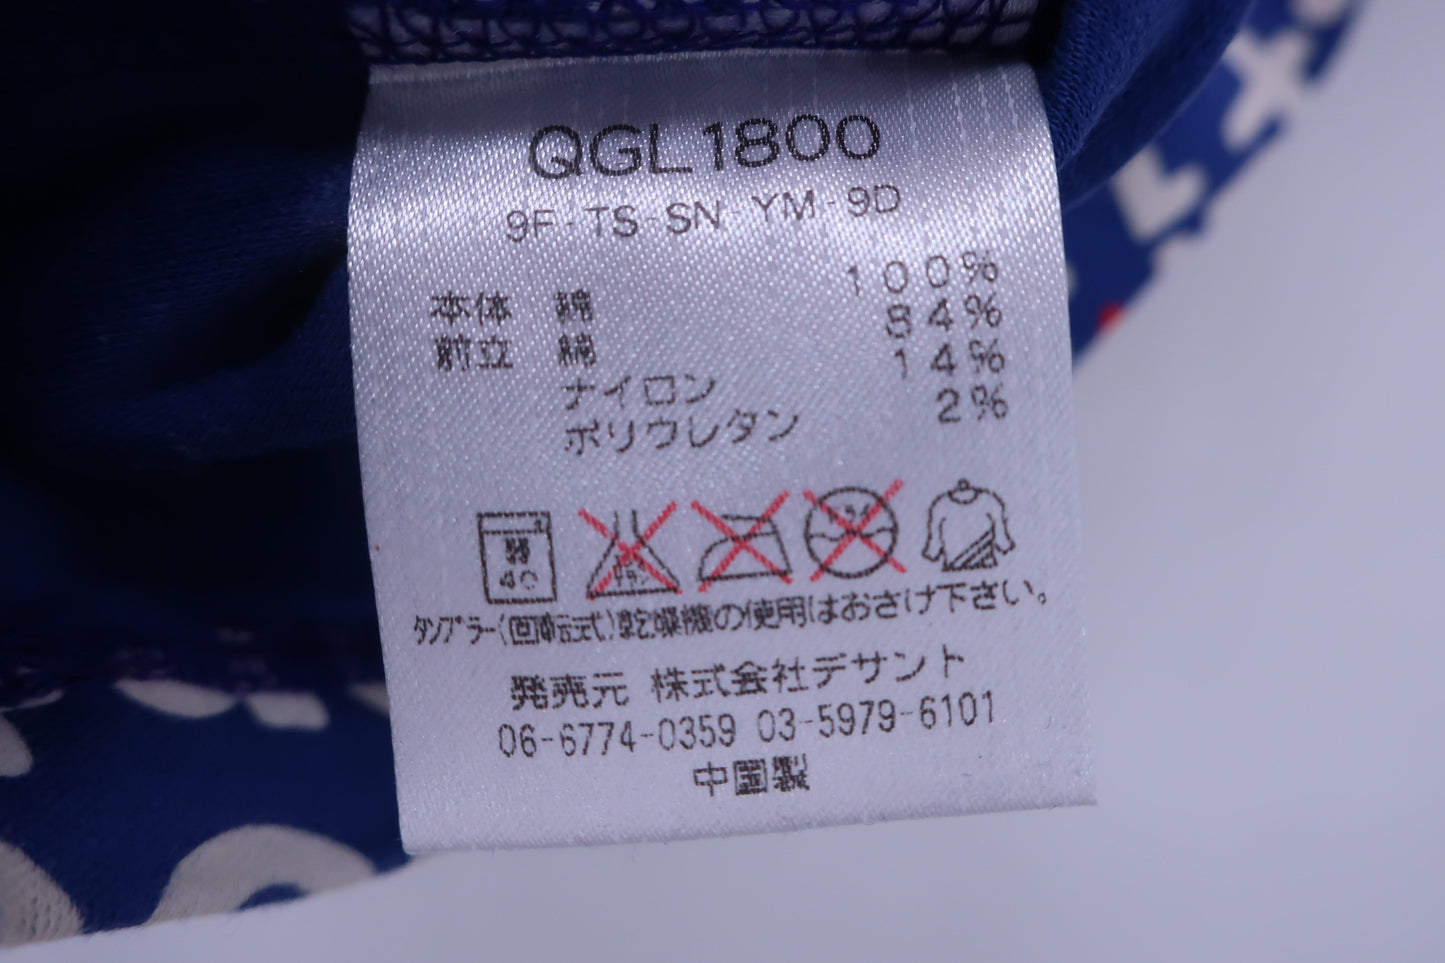 QGL1800
9F-TS-SN-YM-9D
本体 綿 100%
前立 綿 84%
ナイロン 14%
ポリウレタン 2%
弱
40
タンブラー(回転式)乾燥機の使用はおさけ下さい。
発売元 株式会社デサント
06-6774-0359 03-5979-6101
中国製